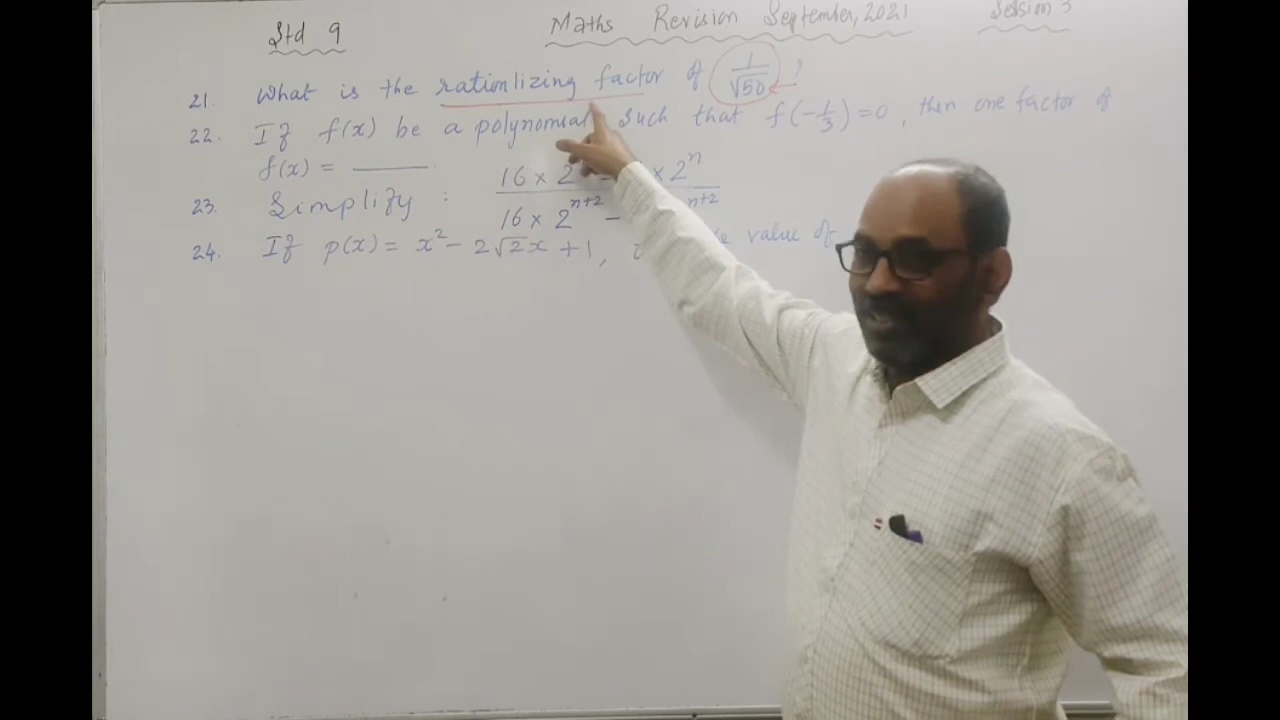 Std 9 Maths Revision September, 2021 Session 3
21. What is the rationlizing factor of 1/√50 ?
22. If f(x) be a polynomial such that f(-1/3) = 0, then one factor of
f(x) =
23. Simplify : 16 × 2 × 2^n
16 × 2^n+2 - n+2
24. If p(x) = x² - 2√2x + 1, value of